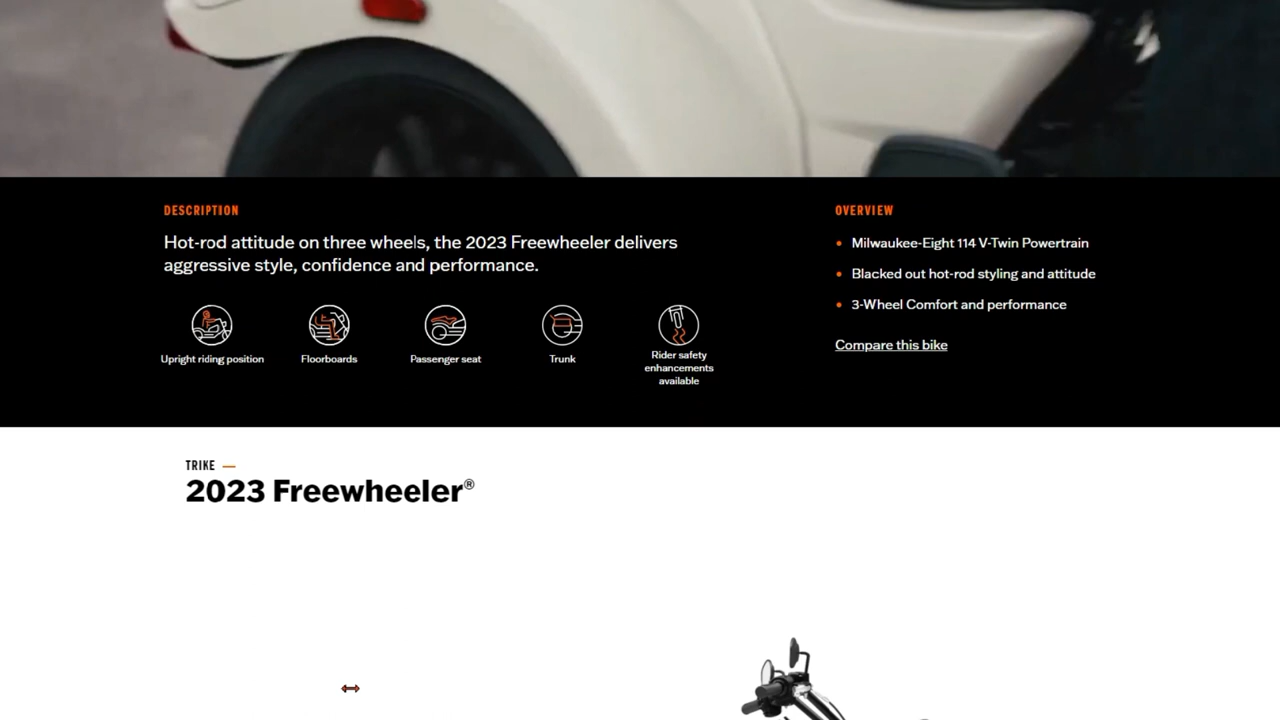 DESCRIPTION
Hot-rod attitude on three wheels, the 2023 Freewheeler delivers
aggressive style, confidence and performance.
Upright riding position
Floorboards
Passenger seat
Trunk
Rider safety
enhancements
available
OVERVIEW
• Milwaukee-Eight 114 V-Twin Powertrain
• Blacked out hot-rod styling and attitude
• 3-Wheel Comfort and performance
Compare this bike
TRIKE —
2023 Freewheeler®